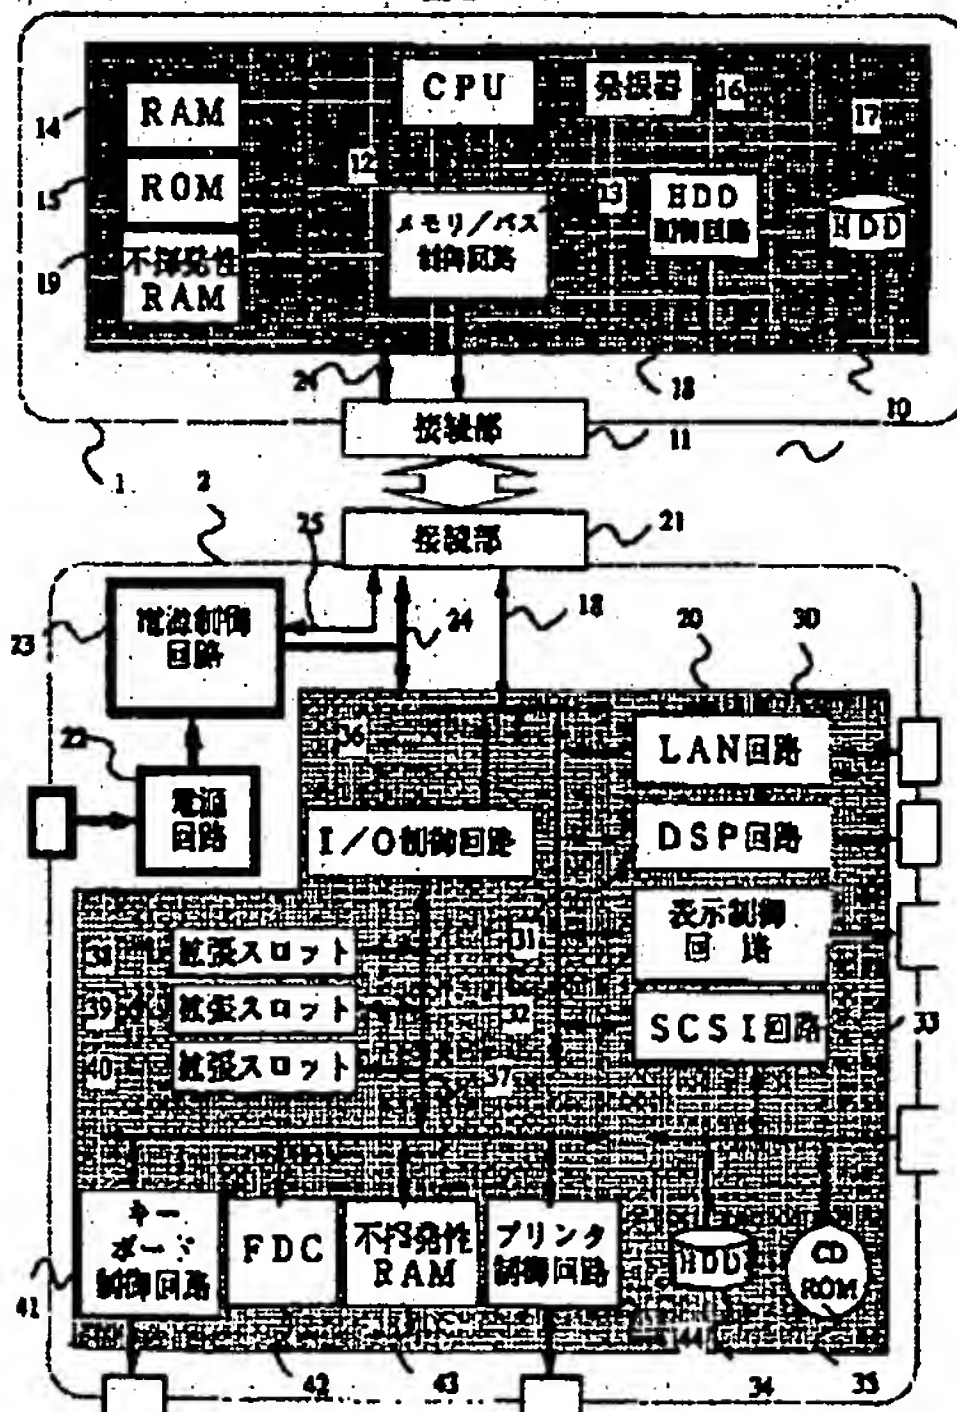 CPU
発振器
16
17
14
RAM
12
15
ROM
メモリ/バス
制御回路
13
HDD
制御回路
HDD
19
不揮発性
RAM
24
18
10
接続部
11
1
2
接続部
21
25
23
電源制御
回路
24
18
20
30
22
36
LAN回路
電源
回路
I/O制御回路
DSP回路
表示制御
回路
31
38
拡張スロット
39
拡張スロット
32
SCSI回路
33
40
拡張スロット
37
キー
ボード
制御回路
FDC
不揮発性
RAM
プリンタ
制御回路
HDD
CD
ROM
41
44
42
43
34
35